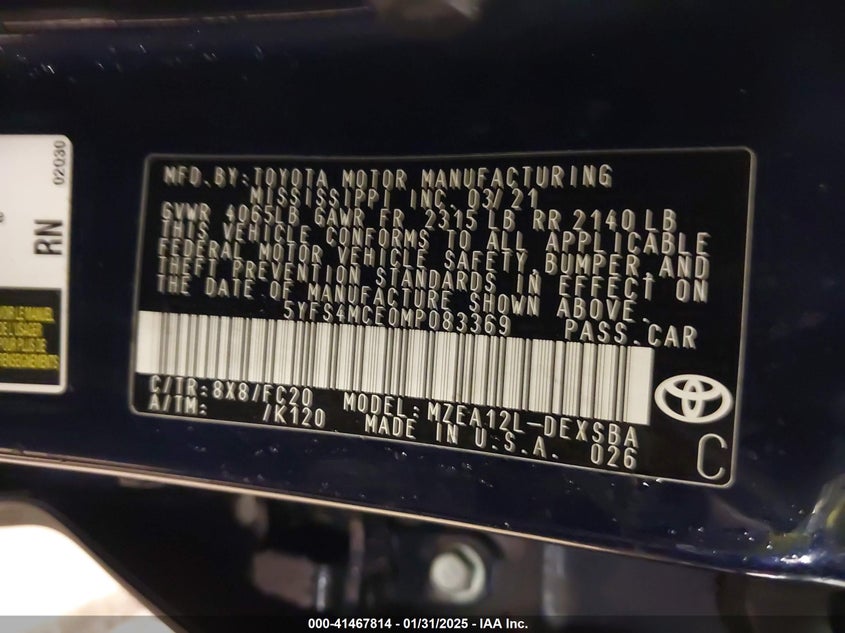 02030
RN
MFD.BY:TOYOTA MOTOR MANUFACTURING
MISSISSIPPI INC. 03/21
GVWR 4065LB GAWR FR 2315 LB RR 2140 LB
THIS VEHICLE CONFORMS TO ALL APPLICABLE
FEDERAL MOTOR VEHICLE SAFETY,BUMPER AND
THEFT PREVENTION STANDARDS IN EFFECT ON
THE DATE OF MANUFACTURE SHOWN ABOVE.
5YFS4MCE0MP083369 PASS.CAR
C/TR:8X8/FC20 MODEL:MZEA12L-DEXSBA
A/TM: /K120 MADE IN U.S.A. 026
C
000-41467814 - 01/31/2025 - IAA Inc.